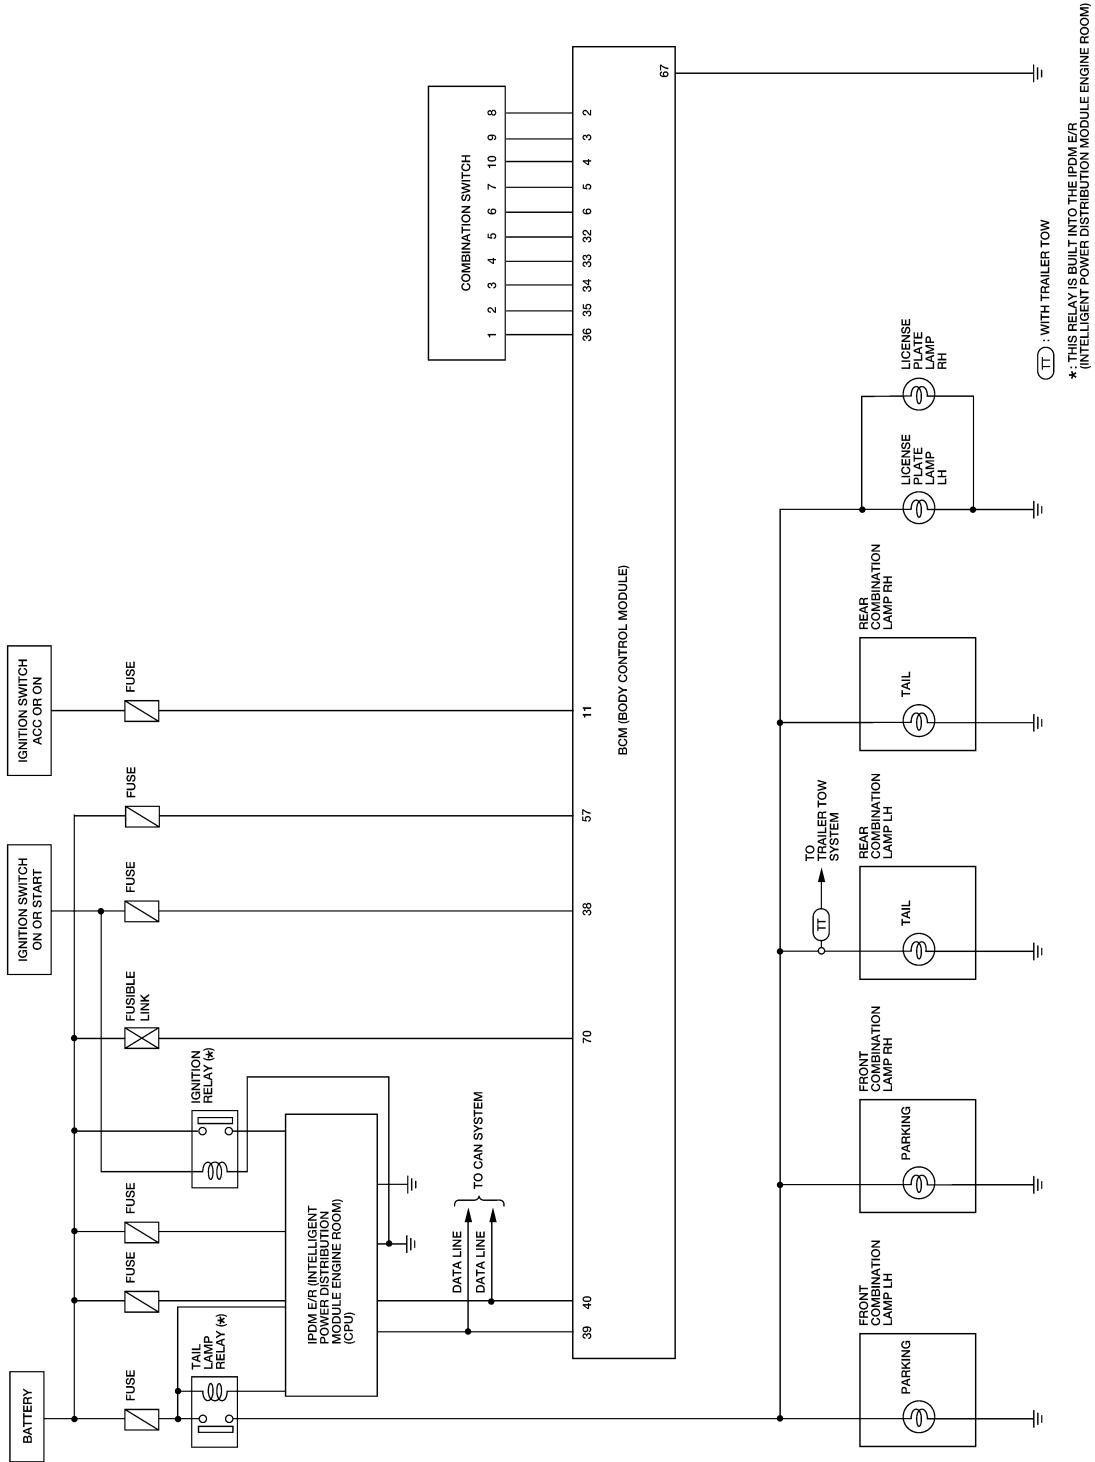 BATTERY
IGNITION SWITCH
ON OR START
IGNITION SWITCH
ACC OR ON
FUSE
FUSE
FUSE
FUSIBLE
LINK
FUSE
FUSE
FUSE
TAIL
LAMP
RELAY (*)
IGNITION
RELAY (*)
IPDM E/R (INTELLIGENT
POWER DISTRIBUTION
MODULE ENGINE ROOM)
(CPU)
DATA LINE
DATA LINE
TO CAN SYSTEM
COMBINATION SWITCH
1 2 3 4 5 6 7 10 9 8
39 40 70 38 57 11 36 35 34 33 32 6 5 4 3 2
BCM (BODY CONTROL MODULE)
67
FRONT
COMBINATION
LAMP LH
PARKING
FRONT
COMBINATION
LAMP RH
PARKING
TO
TRAILER TOW
SYSTEM
TT
REAR
COMBINATION
LAMP LH
TAIL
REAR
COMBINATION
LAMP RH
TAIL
LICENSE
PLATE
LAMP
LH
LICENSE
PLATE
LAMP
RH
TT : WITH TRAILER TOW
*: THIS RELAY IS BUILT INTO THE IPDM E/R
(INTELLIGENT POWER DISTRIBUTION MODULE ENGINE ROOM)